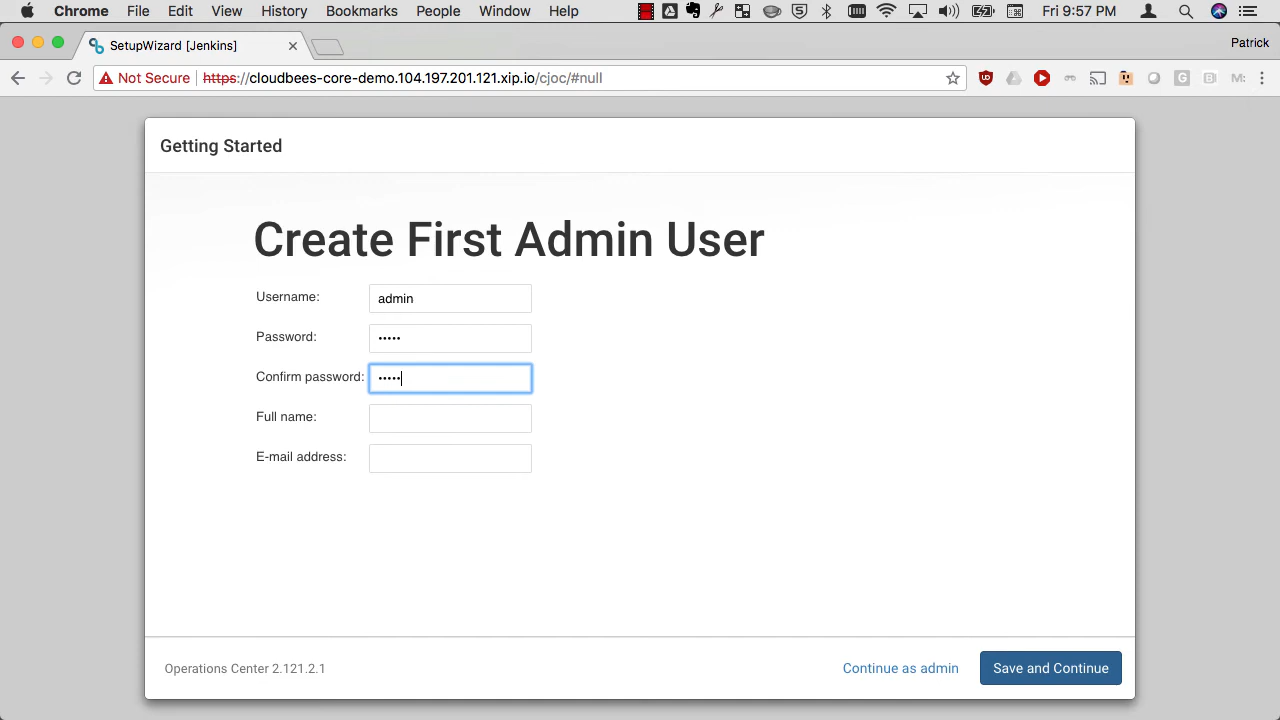 Chrome File Edit View History Bookmarks People Window Help Fri 9:57 PM
SetupWizard [Jenkins] Patrick
Not Secure https://cloudbees-core-demo.104.197.201.121.xip.io/cjoc/#null
Getting Started
Create First Admin User
Username: admin
Password: •••••
Confirm password: •••••
Full name:
E-mail address:
Operations Center 2.121.2.1 Continue as admin Save and Continue